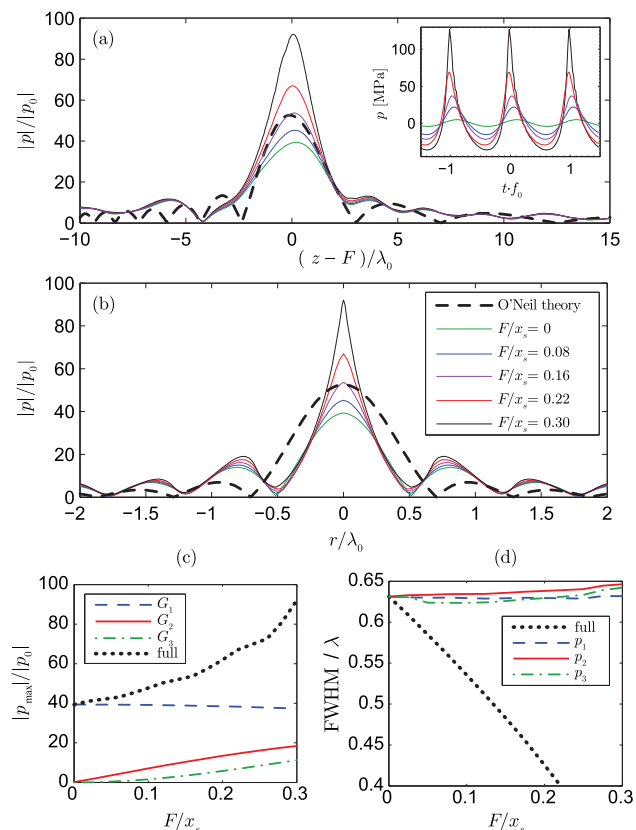 (a)
|p|/|p₀|
100
80
60
40
20
0
−10
−5
0
5
10
15
( z − F )/λ₀
p [MPa]
120
80
40
0
−1
0
1
t·f₀
(b)
|p|/|p₀|
100
80
60
40
20
0
−2
−1.5
−1
−0.5
0
0.5
1
1.5
2
r/λ₀
O'Neil theory
F/xₛ= 0
F/xₛ= 0.08
F/xₛ= 0.16
F/xₛ= 0.22
F/xₛ= 0.30
(c)
|pₘₐₓ|/|p₀|
100
80
60
40
20
0
0
0.1
0.2
0.3
F/xₛ
G₁
G₂
G₃
full
(d)
FWHM / λ
0.65
0.6
0.55
0.5
0.45
0.4
0
0.1
0.2
0.3
F/xₛ
full
p₁
p₂
p₃